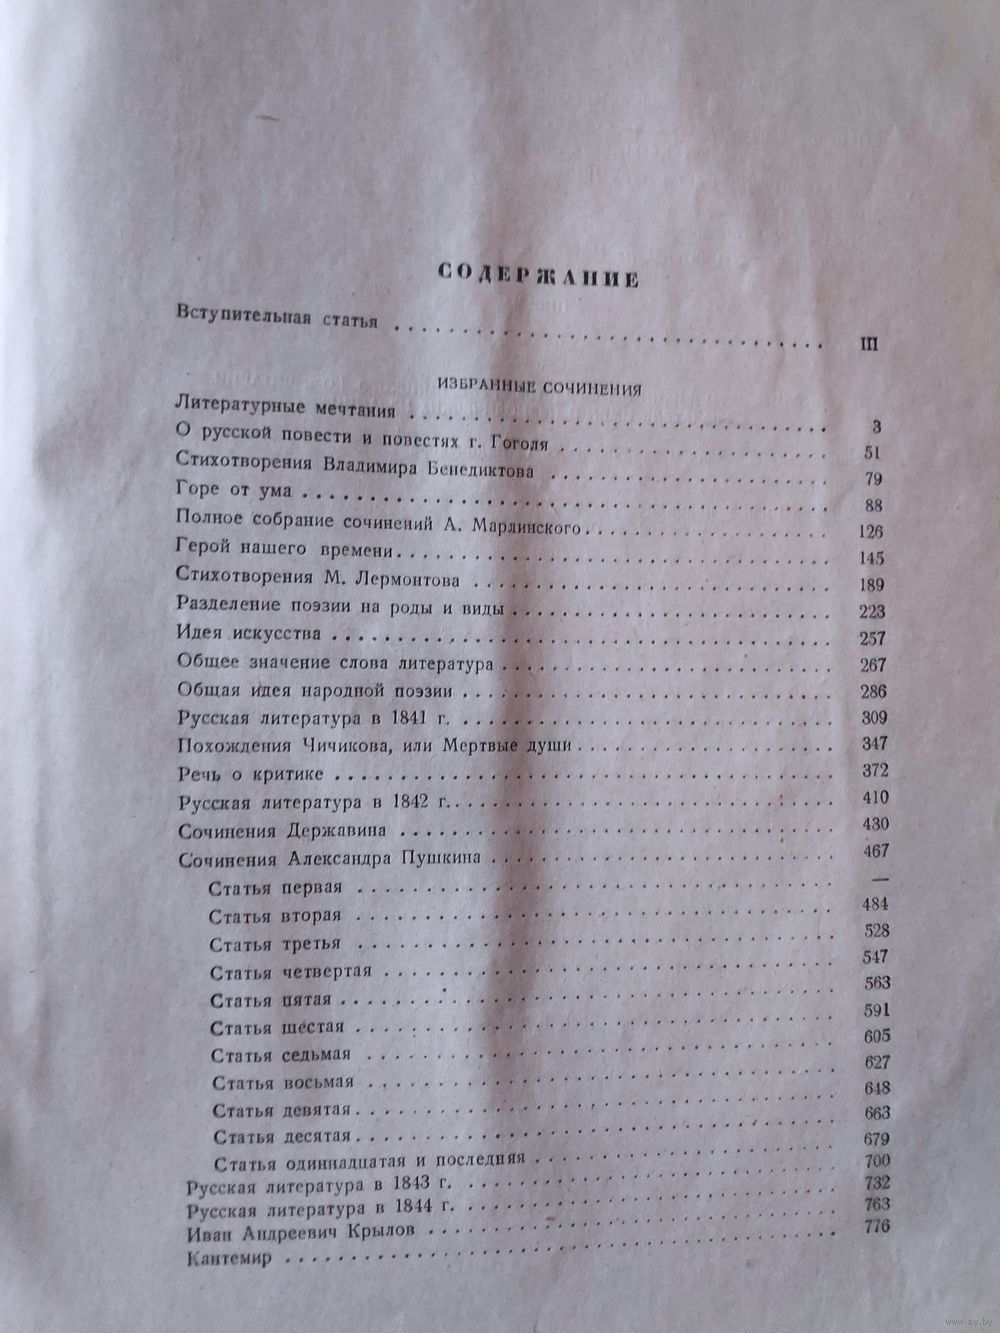 СОДЕРЖАНИЕ
Вступительная статья . . . . . . . . . . . . . . . . . . . . III
ИЗБРАННЫЕ СОЧИНЕНИЯ
Литературные мечтания . . . . . . . . . . . . . . . . . . . . 3
О русской повести и повестях г. Гоголя . . . . . . . . . . . . . . . . . . . . 51
Стихотворения Владимира Бенедиктова . . . . . . . . . . . . . . . . . . . . 79
Горе от ума . . . . . . . . . . . . . . . . . . . . 88
Полное собрание сочинений А. Марлинского . . . . . . . . . . . . . . . . . . . . 126
Герой нашего времени . . . . . . . . . . . . . . . . . . . . 145
Стихотворения М. Лермонтова . . . . . . . . . . . . . . . . . . . . 189
Разделение поэзии на роды и виды . . . . . . . . . . . . . . . . . . . . 223
Идея искусства . . . . . . . . . . . . . . . . . . . . 257
Общее значение слова литература . . . . . . . . . . . . . . . . . . . . 267
Общая идея народной поэзии . . . . . . . . . . . . . . . . . . . . 286
Русская литература в 1841 г. . . . . . . . . . . . . . . . . . . . . 309
Похождения Чичикова, или Мертвые души . . . . . . . . . . . . . . . . . . . . 347
Речь о критике . . . . . . . . . . . . . . . . . . . . 372
Русская литература в 1842 г. . . . . . . . . . . . . . . . . . . . . 410
Сочинения Державина . . . . . . . . . . . . . . . . . . . . 430
Сочинения Александра Пушкина . . . . . . . . . . . . . . . . . . . . 467
Статья первая . . . . . . . . . . . . . . . . . . . . —
Статья вторая . . . . . . . . . . . . . . . . . . . . 484
Статья третья . . . . . . . . . . . . . . . . . . . . 528
Статья четвертая . . . . . . . . . . . . . . . . . . . . 547
Статья пятая . . . . . . . . . . . . . . . . . . . . 563
Статья шестая . . . . . . . . . . . . . . . . . . . . 591
Статья седьмая . . . . . . . . . . . . . . . . . . . . 605
Статья восьмая . . . . . . . . . . . . . . . . . . . . 627
Статья девятая . . . . . . . . . . . . . . . . . . . . 648
Статья десятая . . . . . . . . . . . . . . . . . . . . 663
Статья одиннадцатая и последняя . . . . . . . . . . . . . . . . . . . . 679
Русская литература в 1843 г. . . . . . . . . . . . . . . . . . . . . 700
Русская литература в 1844 г. . . . . . . . . . . . . . . . . . . . . 732
Иван Андреевич Крылов . . . . . . . . . . . . . . . . . . . . 763
Кантемир . . . . . . . . . . . . . . . . . . . . 776
www.ay.by